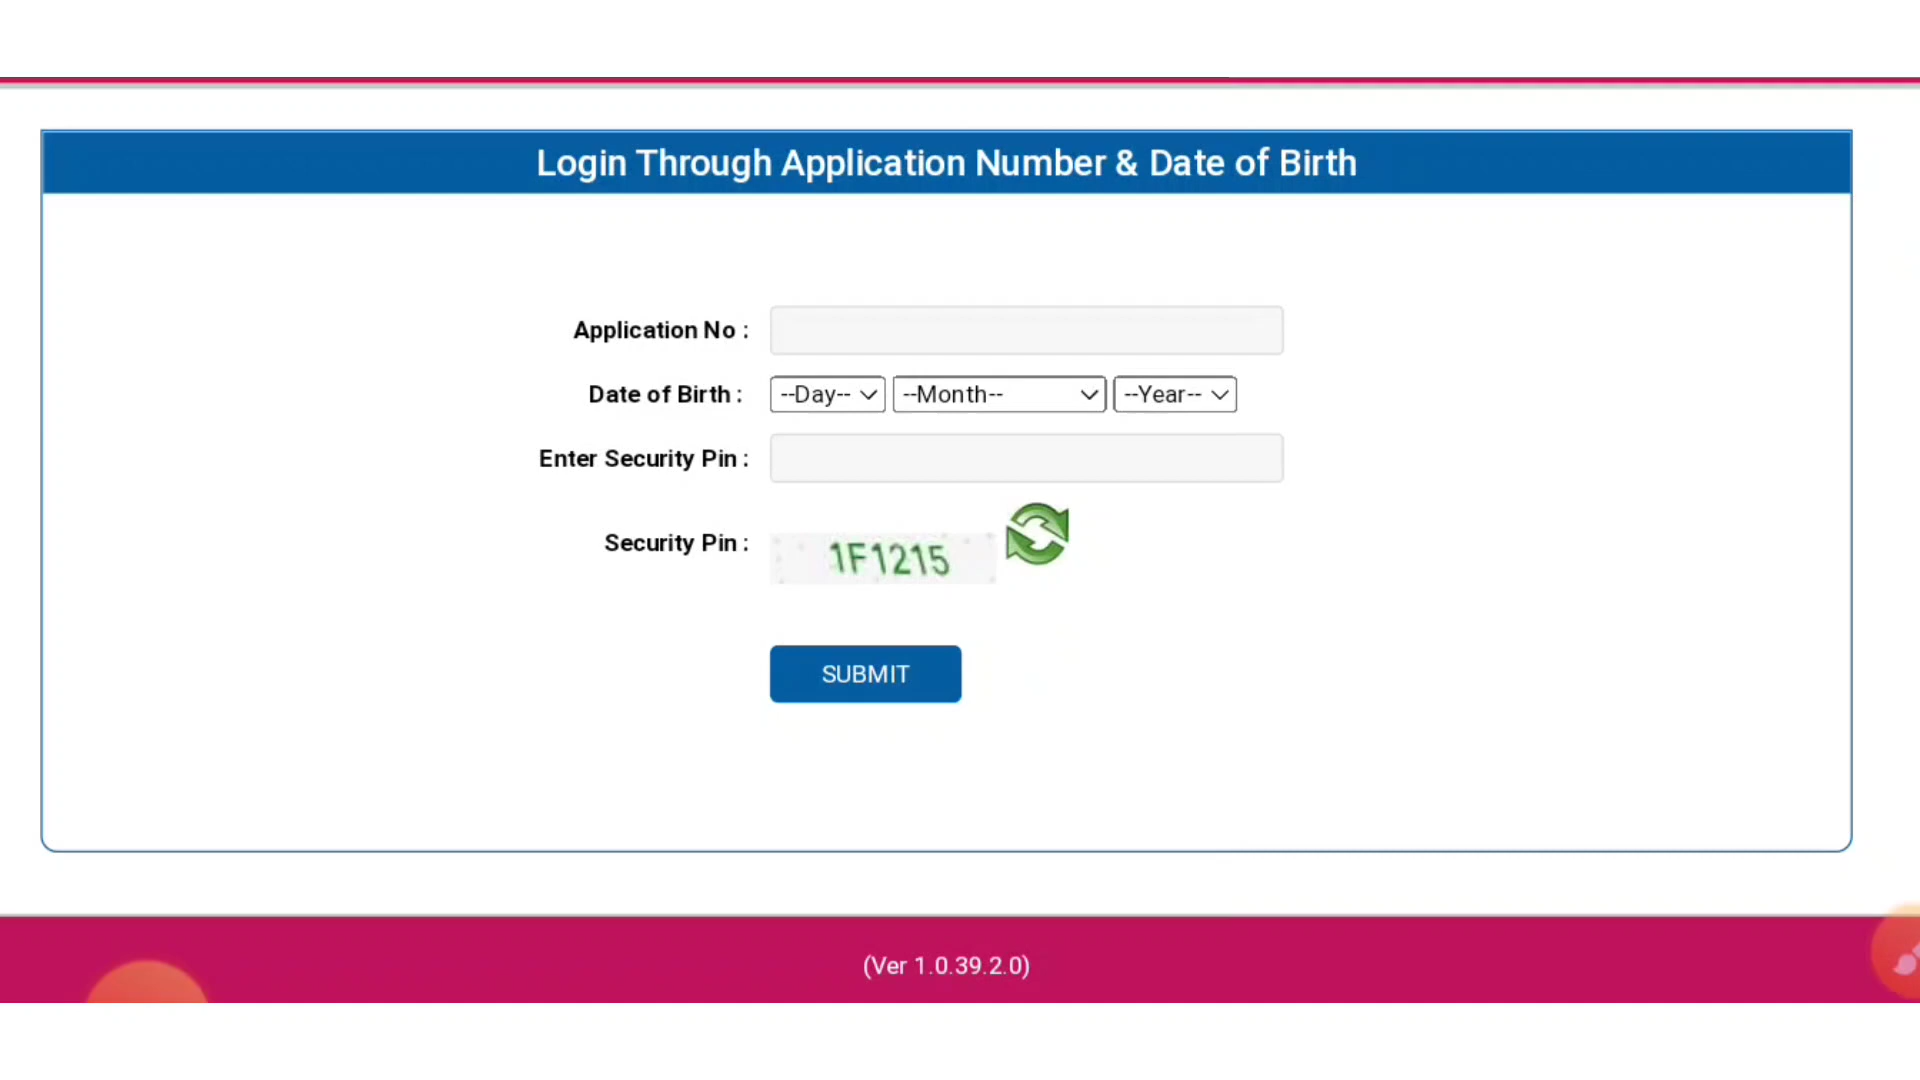 Login Through Application Number & Date of Birth
Application No :
Date of Birth : --Day-- --Month-- --Year--
Enter Security Pin :
Security Pin : 1F1215
SUBMIT
(Ver 1.0.39.2.0)